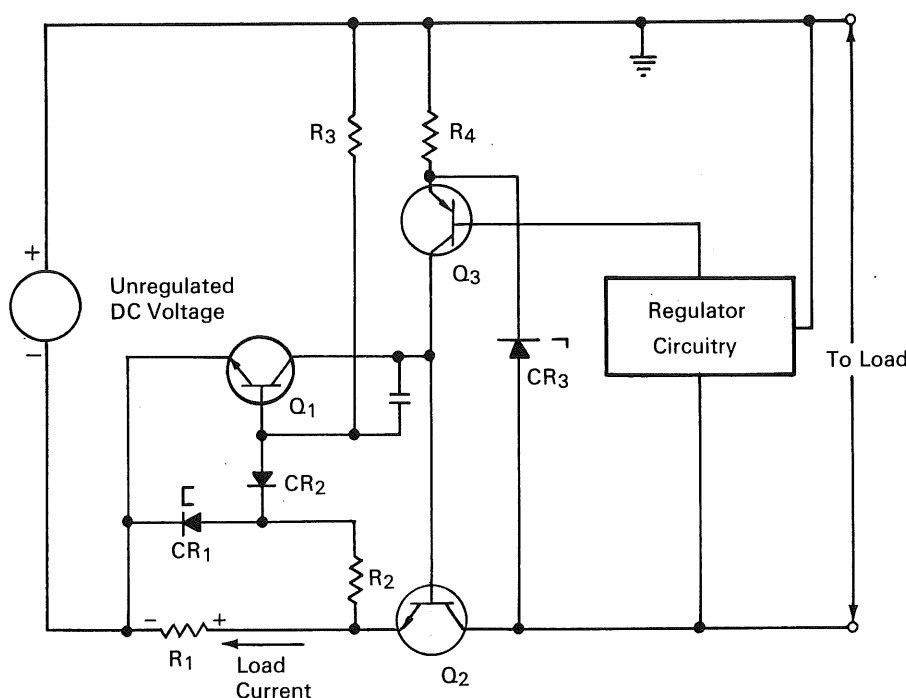 R3
R4
+
Unregulated
DC Voltage
−
Q3
Regulator
Circuitry
To Load
Q1
CR3
CR2
CR1
R2
− +
R1
Load
Current
Q2